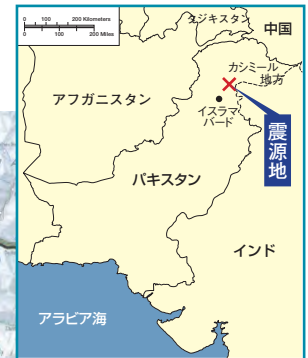 0 100 200 Kilometers
0 100 200 Miles
タジキスタン
中国
カシミール
地方
アフガニスタン
イスラマ
バード
震源地
パキスタン
インド
アラビア海